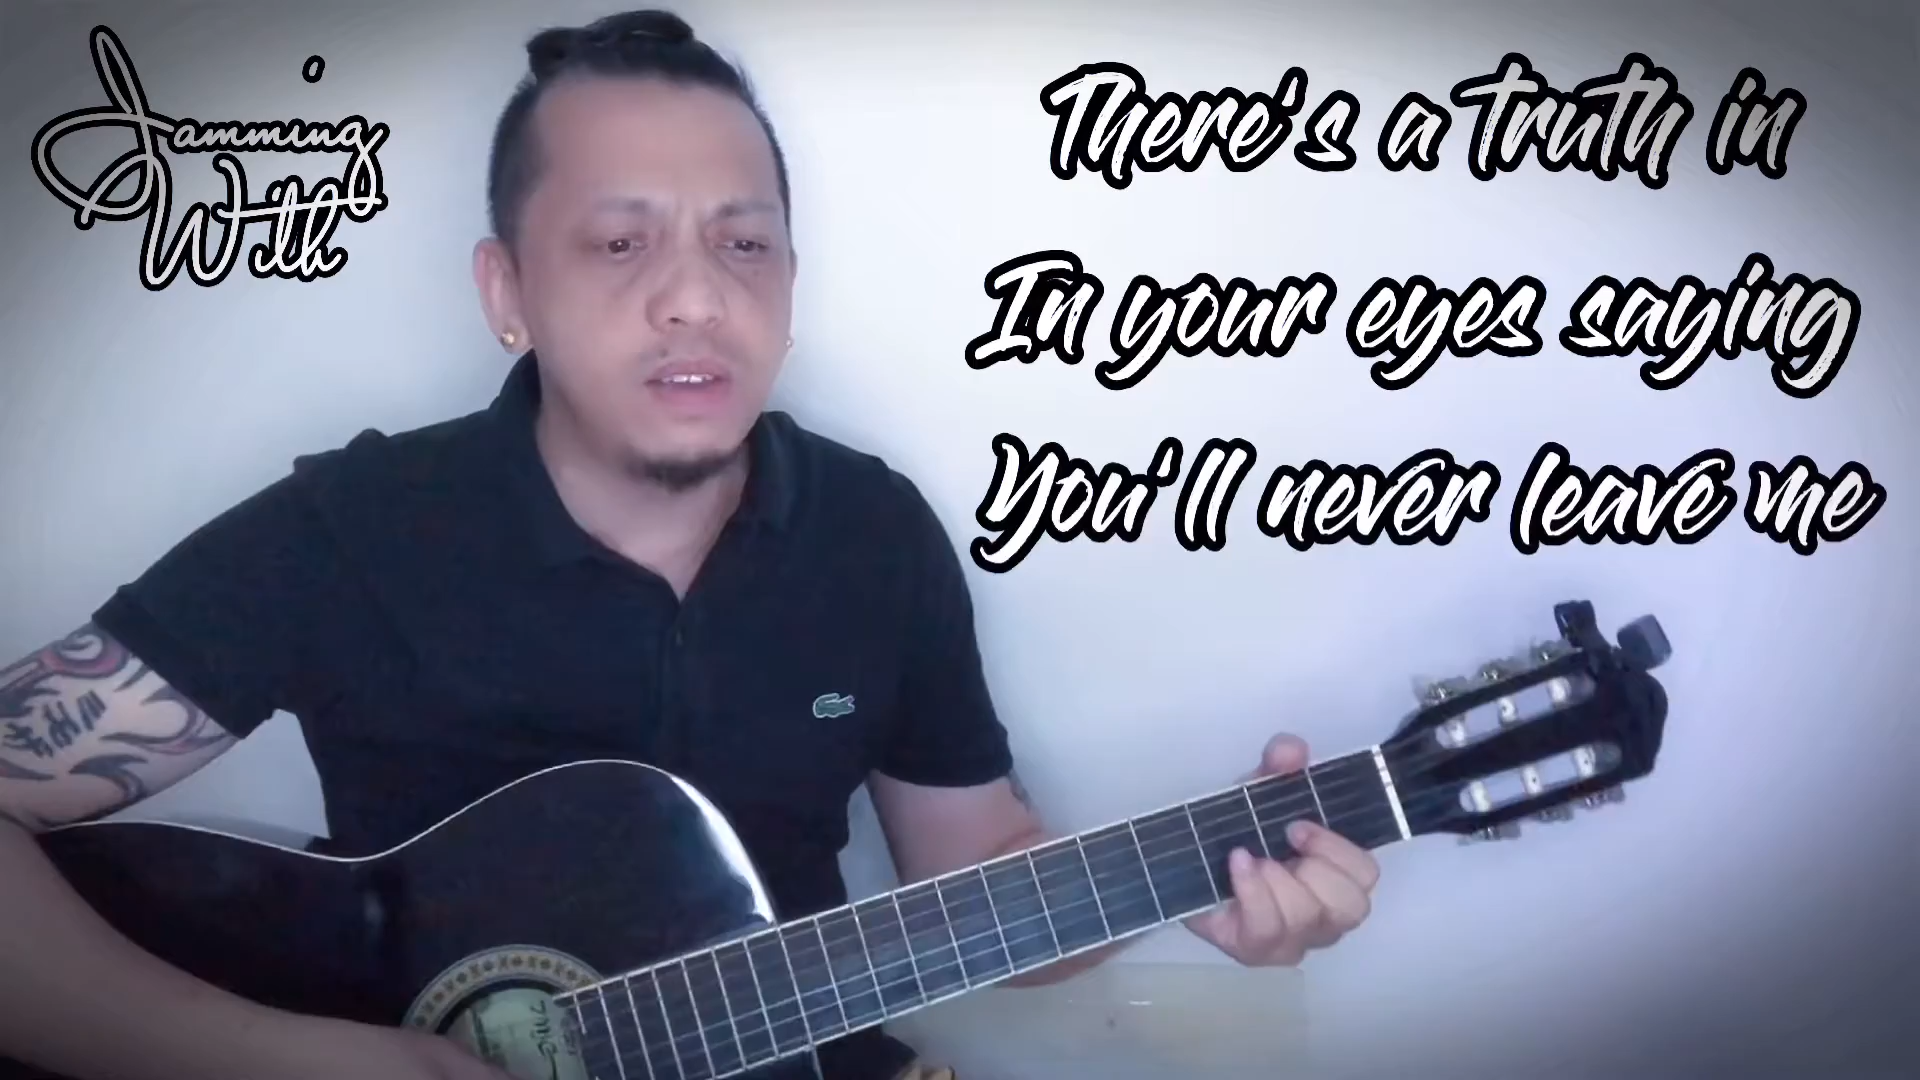 Jamming
With
There's a truth in
In your eyes saying
You'll never leave me